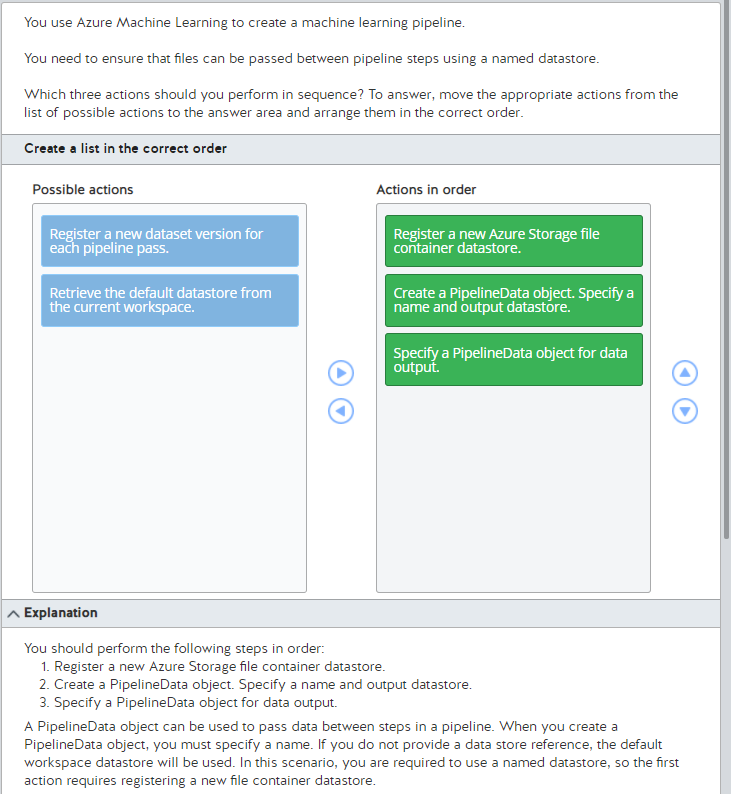 You use Azure Machine Learning to create a machine learning pipeline.
You need to ensure that files can be passed between pipeline steps using a named datastore.
Which three actions should you perform in sequence? To answer, move the appropriate actions from the
list of possible actions to the answer area and arrange them in the correct order.
Create a list in the correct order
Possible actions
Register a new dataset version for
each pipeline pass.
Retrieve the default datastore from
the current workspace.
Actions in order
Register a new Azure Storage file
container datastore.
Create a PipelineData object. Specify a
name and output datastore.
Specify a PipelineData object for data
output.
Explanation
You should perform the following steps in order:
1. Register a new Azure Storage file container datastore.
2. Create a PipelineData object. Specify a name and output datastore.
3. Specify a PipelineData object for data output.
A PipelineData object can be used to pass data between steps in a pipeline. When you create a
PipelineData object, you must specify a name. If you do not provide a data store reference, the default
workspace datastore will be used. In this scenario, you are required to use a named datastore, so the first
action requires registering a new file container datastore.